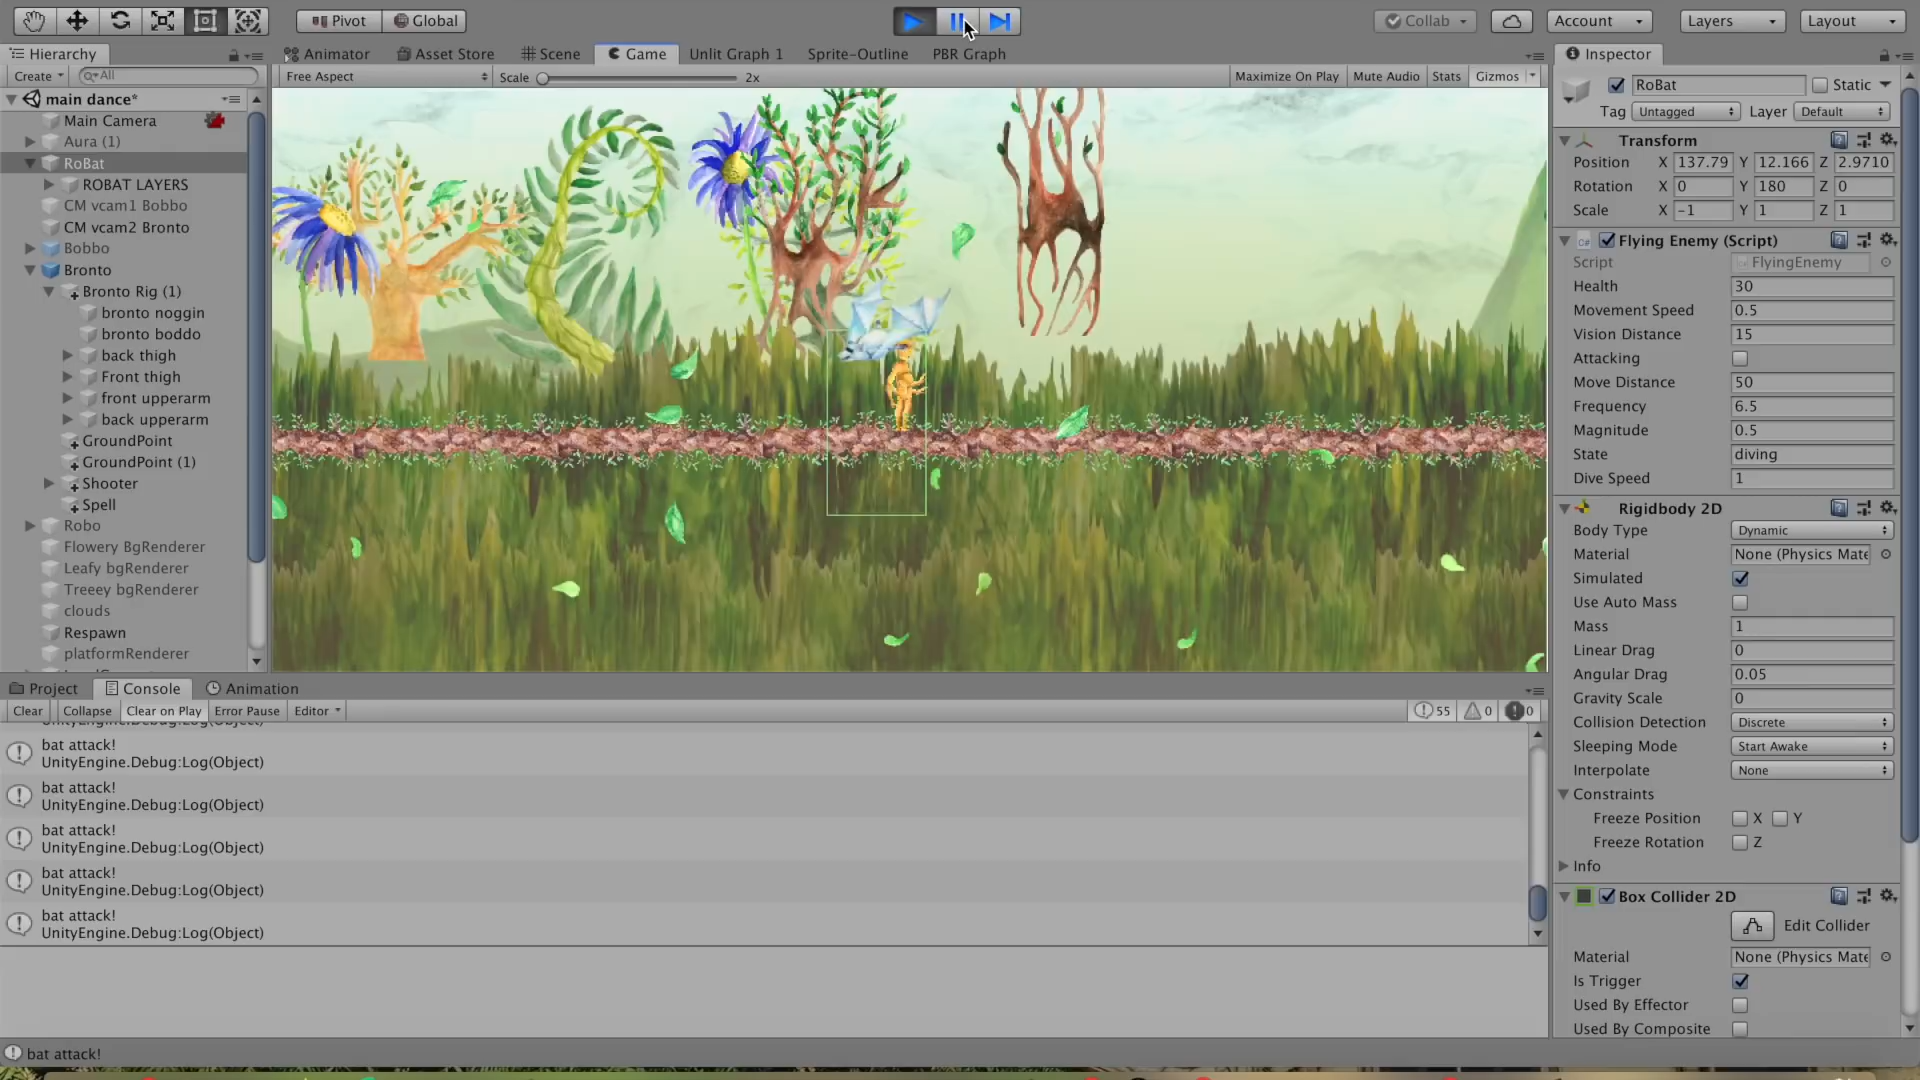 Pivot Global Collab Account Layers Layout
Hierarchy Animator Asset Store Scene Game Unlit Graph 1 Sprite-Outline PBR Graph Inspector
Create All Free Aspect Scale 2x Maximize On Play Mute Audio Stats Gizmos
main dance*
Main Camera
Aura (1)
RoBat
ROBAT LAYERS
CM vcam1 Bobbo
CM vcam2 Bronto
Bobbo
Bronto
Bronto Rig (1)
bronto noggin
bronto boddo
back thigh
Front thigh
front upperarm
back upperarm
GroundPoint
GroundPoint (1)
Shooter
Spell
Robo
Flowery BgRenderer
Leafy bgRenderer
Treeey bgRenderer
clouds
Respawn
platformRenderer
RoBat Static
Tag Untagged Layer Default
Transform
Position X 137.79 Y 12.166 Z 2.9710
Rotation X 0 Y 180 Z 0
Scale X -1 Y 1 Z 1
Flying Enemy (Script)
Script FlyingEnemy
Health 30
Movement Speed 0.5
Vision Distance 15
Attacking
Move Distance 50
Frequency 6.5
Magnitude 0.5
State diving
Dive Speed 1
Rigidbody 2D
Body Type Dynamic
Material None (Physics Mate
Simulated
Use Auto Mass
Mass 1
Linear Drag 0
Angular Drag 0.05
Gravity Scale 0
Collision Detection Discrete
Sleeping Mode Start Awake
Interpolate None
Constraints
Freeze Position X Y
Freeze Rotation Z
Info
Box Collider 2D
Edit Collider
Material None (Physics Mate
Is Trigger
Used By Effector
Used By Composite
Project Console Animation
Clear Collapse Clear on Play Error Pause Editor 55 0 0
UnityEngine.Debug:Log(Object)
bat attack!
UnityEngine.Debug:Log(Object)
bat attack!
UnityEngine.Debug:Log(Object)
bat attack!
UnityEngine.Debug:Log(Object)
bat attack!
UnityEngine.Debug:Log(Object)
bat attack!
UnityEngine.Debug:Log(Object)
bat attack!